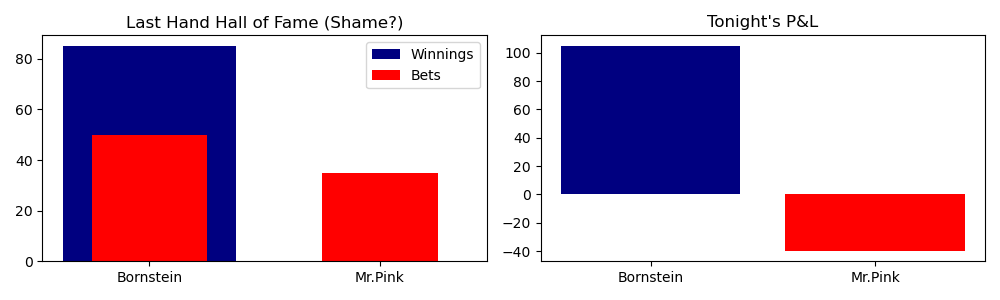 Last Hand Hall of Fame (Shame?)
Winnings
Bets
80
60
40
20
0
Bornstein
Mr.Pink
Tonight's P&L
100
80
60
40
20
0
−20
−40
Bornstein
Mr.Pink